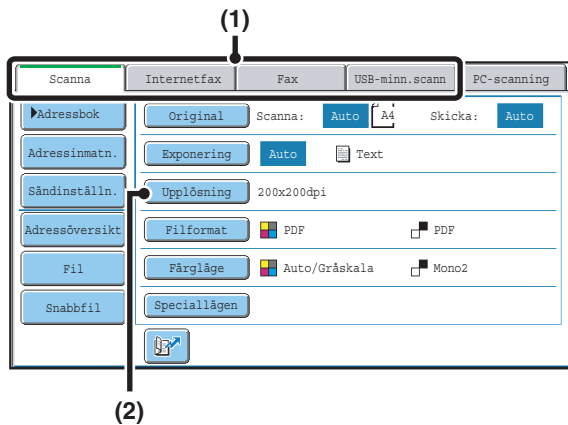 (1)
Scanna Internetfax Fax USB-minn.scann PC-scanning
Adressbok Original Scanna: Auto A4 Skicka: Auto
Adressinmatn. Exponering Auto Text
Sändinställn. Upplösning 200x200dpi
Adressöversikt Filformat PDF PDF
Fil Färgläge Auto/Gråskala Mono2
Snabbfil Speciallägen
(2)